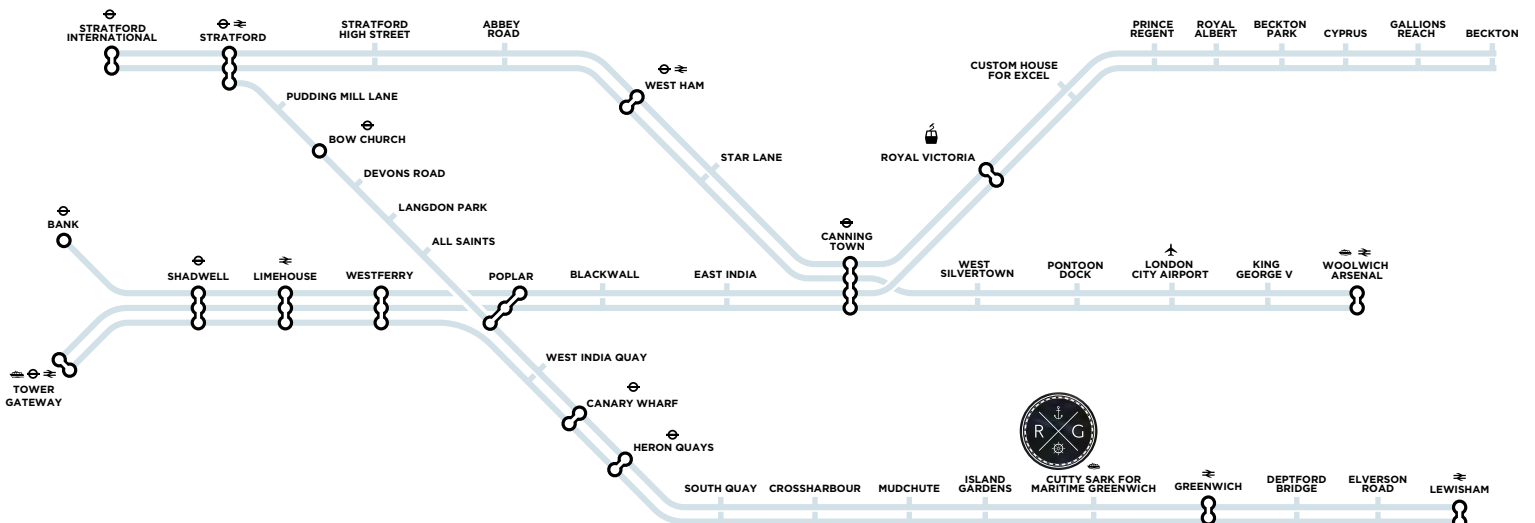 STRATFORD
INTERNATIONAL
STRATFORD
STRATFORD
HIGH STREET
ABBEY
ROAD
PRINCE
REGENT
ROYAL
ALBERT
BECKTON
PARK
CYPRUS
GALLIONS
REACH
BECKTON
CUSTOM HOUSE
FOR EXCEL
WEST HAM
PUDDING MILL LANE
BOW CHURCH
STAR LANE
ROYAL VICTORIA
DEVONS ROAD
LANGDON PARK
BANK
ALL SAINTS
CANNING
TOWN
SHADWELL
LIMEHOUSE
WESTFERRY
POPLAR
BLACKWALL
EAST INDIA
WEST
SILVERTOWN
PONTOON
DOCK
LONDON
CITY AIRPORT
KING
GEORGE V
WOOLWICH
ARSENAL
WEST INDIA QUAY
TOWER
GATEWAY
CANARY WHARF
HERON QUAYS
R G
SOUTH QUAY
CROSSHARBOUR
MUDCHUTE
ISLAND
GARDENS
CUTTY SARK FOR
MARITIME GREENWICH
GREENWICH
DEPTFORD
BRIDGE
ELVERSON
ROAD
LEWISHAM